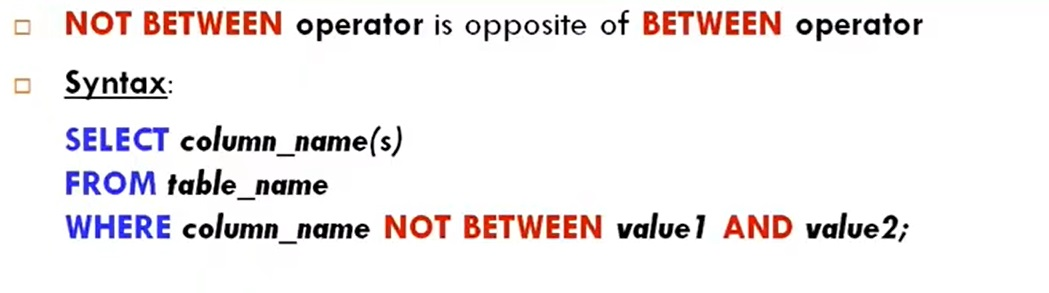 NOT BETWEEN operator is opposite of BETWEEN operator
Syntax:
SELECT column_name(s)
FROM table_name
WHERE column_name NOT BETWEEN value1 AND value2;